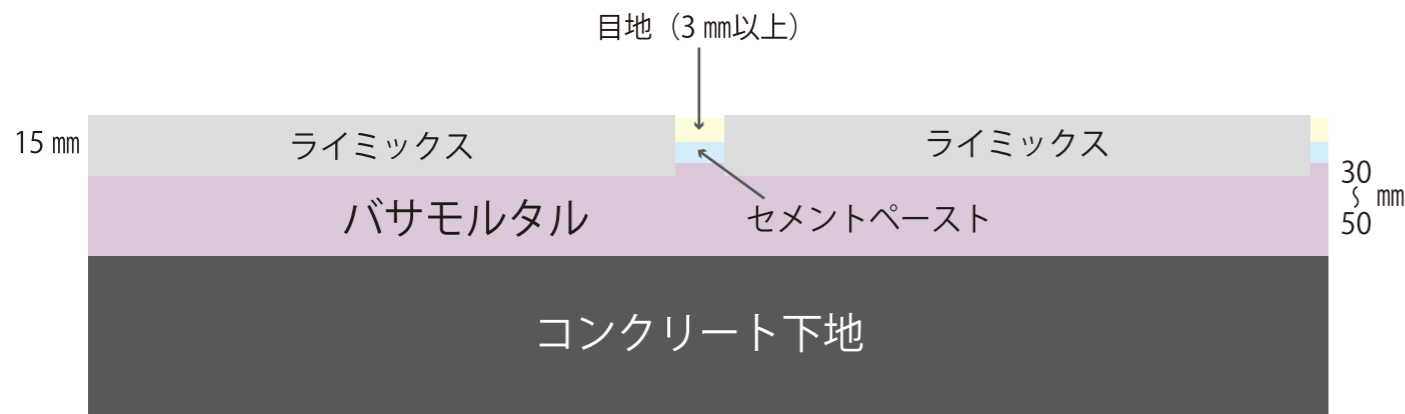 目地（3 ㎜以上）
15 ㎜
ライミックス
ライミックス
バサモルタル
セメントペースト
30
〜
50
㎜
コンクリート下地